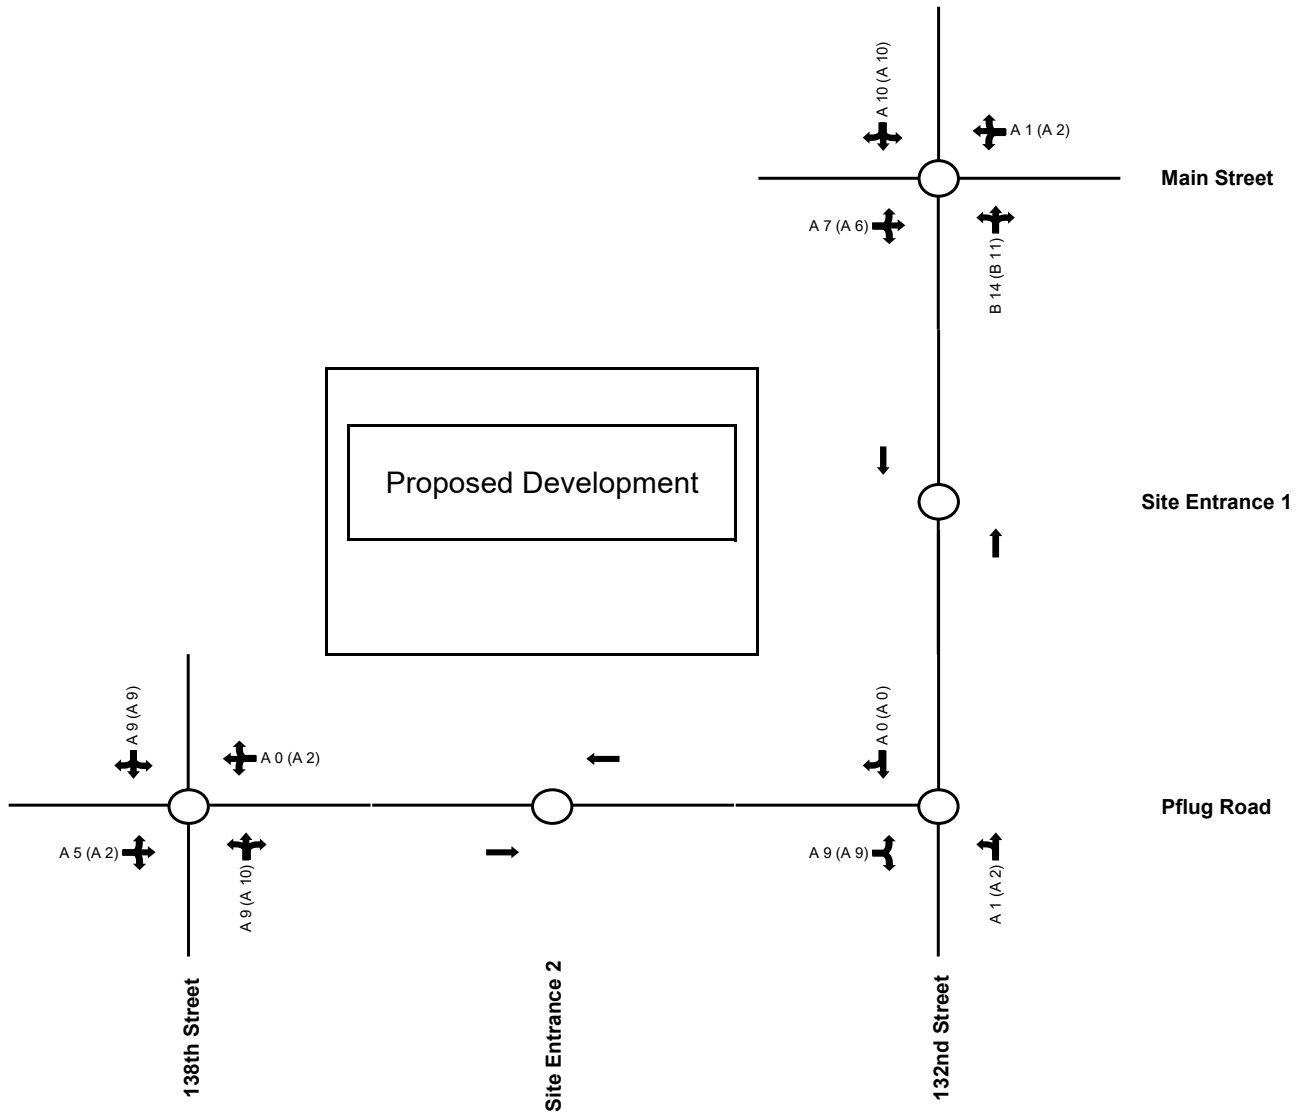 A 10 (A 10)
A 1 (A 2)
Main Street
A 7 (A 6)
B 14 (B 11)
Proposed Development
Site Entrance 1
A 9 (A 9)
A 0 (A 2)
A 0 (A 0)
Pflug Road
A 5 (A 2)
A 9 (A 10)
A 9 (A 9)
A 1 (A 2)
138th Street
Site Entrance 2
132nd Street